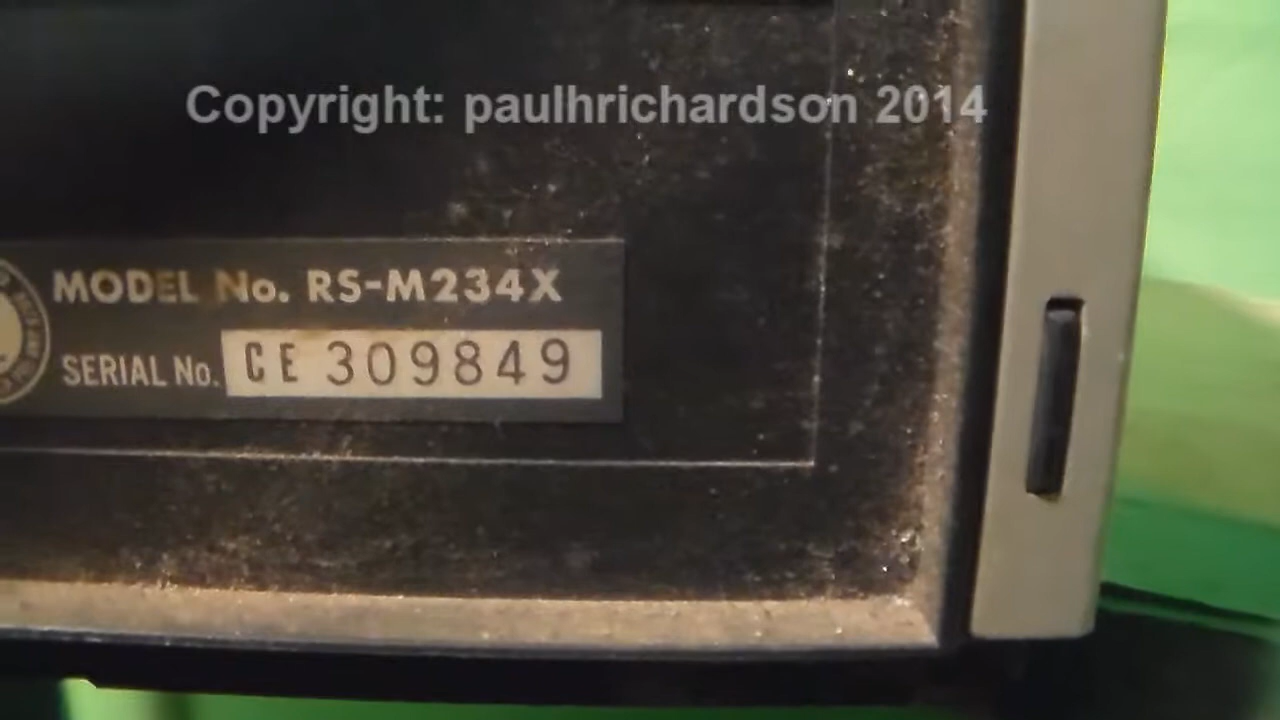 Copyright: paulhrichardson 2014
MODEL No. RS-M234X
SERIAL No. CE 309849